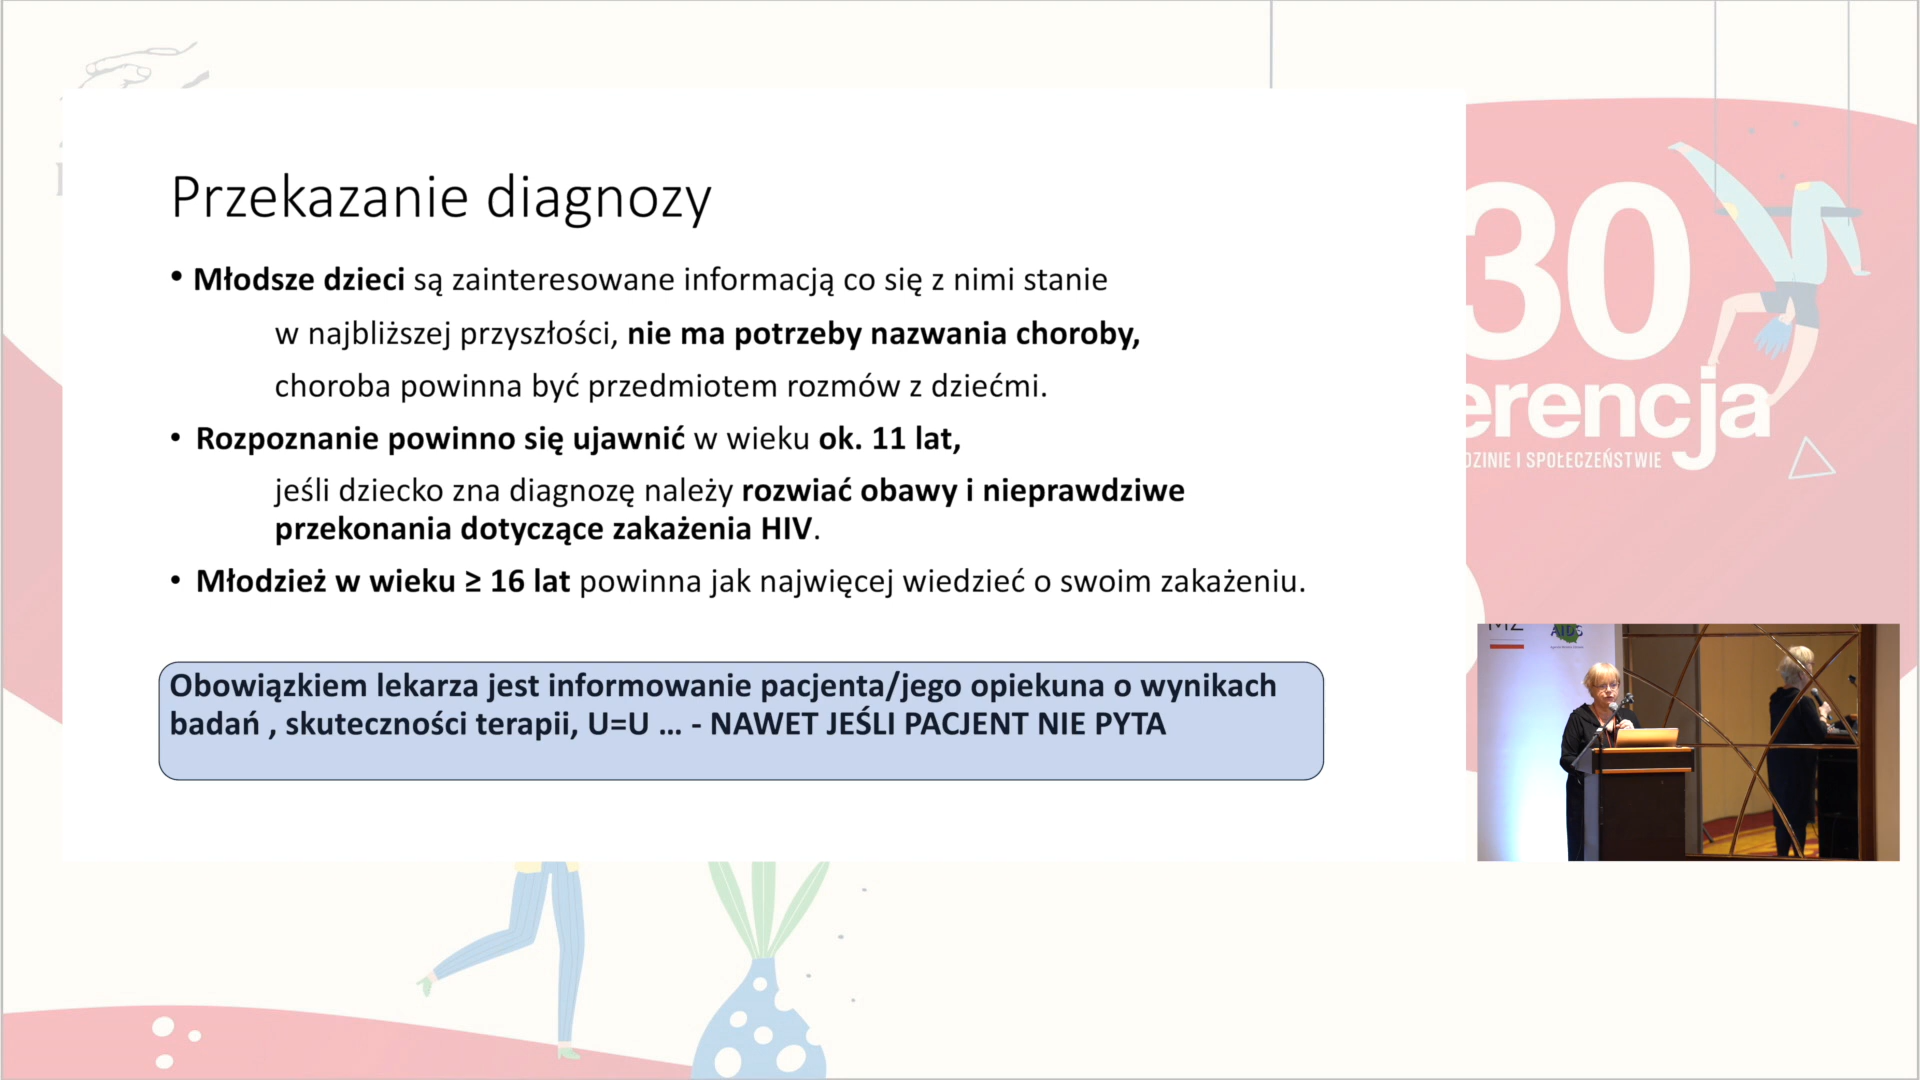 Przekazanie diagnozy
• Młodsze dzieci są zainteresowane informacją co się z nimi stanie
w najbliższej przyszłości, nie ma potrzeby nazwania choroby,
choroba powinna być przedmiotem rozmów z dziećmi.
• Rozpoznanie powinno się ujawnić w wieku ok. 11 lat,
jeśli dziecko zna diagnozę należy rozwiać obawy i nieprawdziwe
przekonania dotyczące zakażenia HIV.
• Młodzież w wieku ≥ 16 lat powinna jak najwięcej wiedzieć o swoim zakażeniu.
Obowiązkiem lekarza jest informowanie pacjenta/jego opiekuna o wynikach
badań , skuteczności terapii, U=U ... - NAWET JEŚLI PACJENT NIE PYTA
30
erencja
DZINIE I SPOŁECZEŃSTWIE
MZ
AIDS